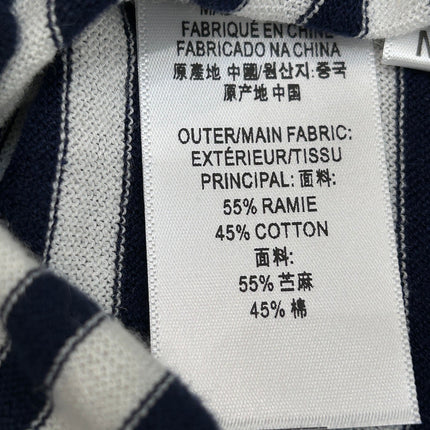 FABRIQUÉ EN CHINE
FABRICADO NA CHINA
原產地 中國/원산지:중국
原产地 中国
OUTER/MAIN FABRIC:
EXTÉRIEUR/TISSU
PRINCIPAL: 面料:
55% RAMIE
45% COTTON
面料:
55% 苎麻
45% 棉